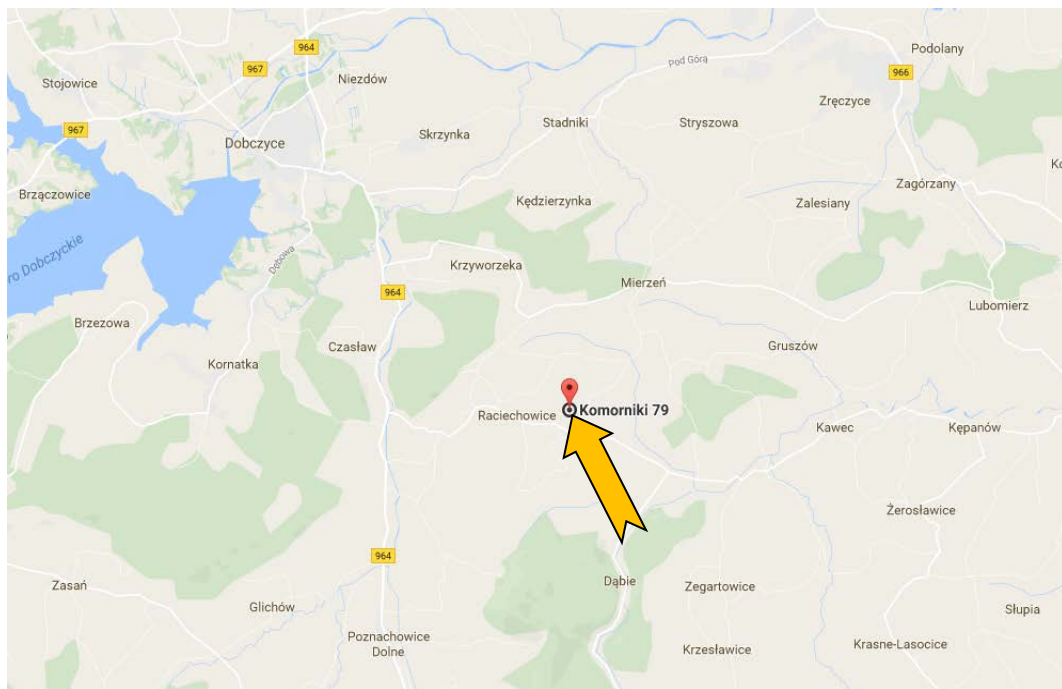 964
Podolany
Pod Górą
967
966
Niezdów
Stojowice
Zręczyce
967
Skrzynka
Stadniki
Stryszowa
Dobczyce
Zagórzany
Brzączowice
Kędzierzynka
Zalesiany
ro Dobczyckie
Dębowa
Krzyworzeka
Mierzeń
964
Lubomierz
Brzezowa
Czasław
Gruszów
Kornatka
Raciechowice
Komorniki 79
Kawec
Kępanów
Żerosławice
964
Zasań
Dąbie
Zegartowice
Glichów
Słupia
Poznachowice
Dolne
Krzesławice
Krasne-Lasocice